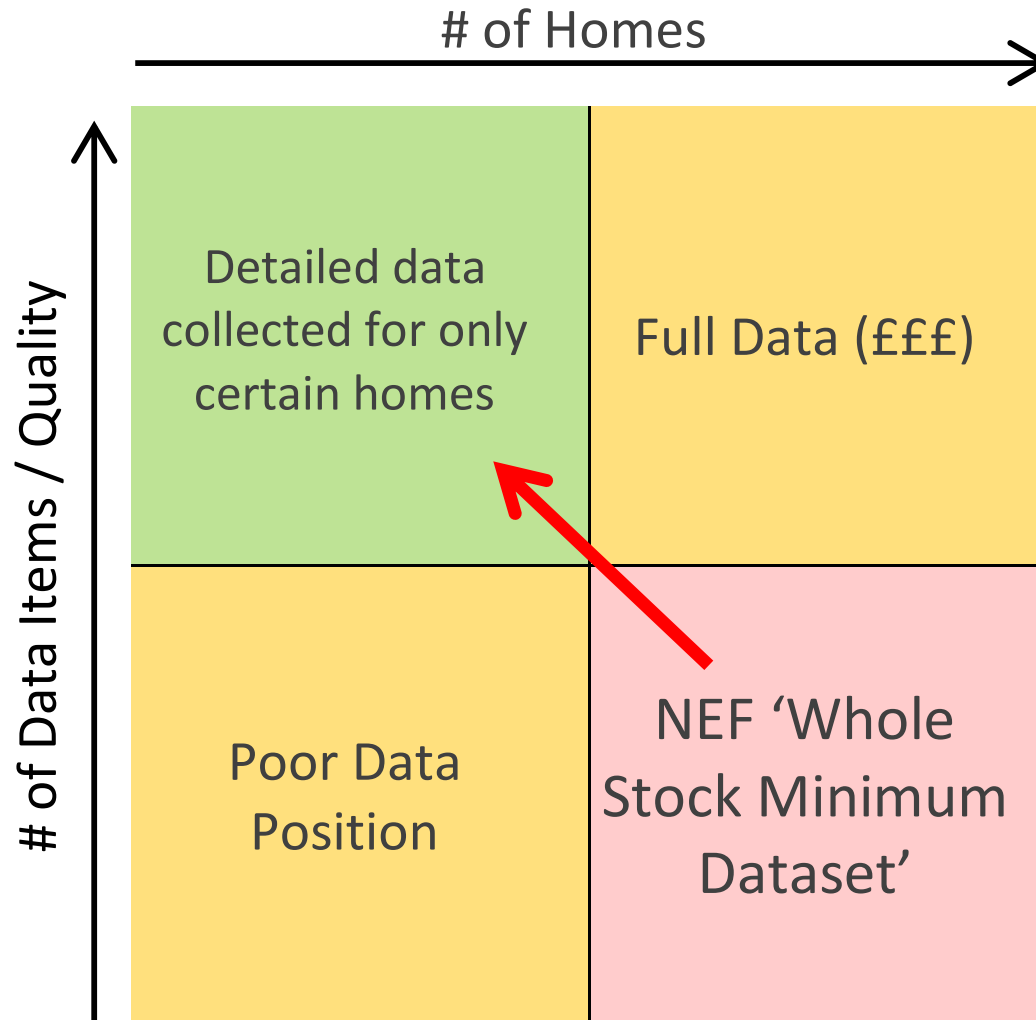 # of Homes
# of Data Items / Quality
Detailed data
collected for only
certain homes
Full Data (£££)
Poor Data
Position
NEF ‘Whole
Stock Minimum
Dataset’